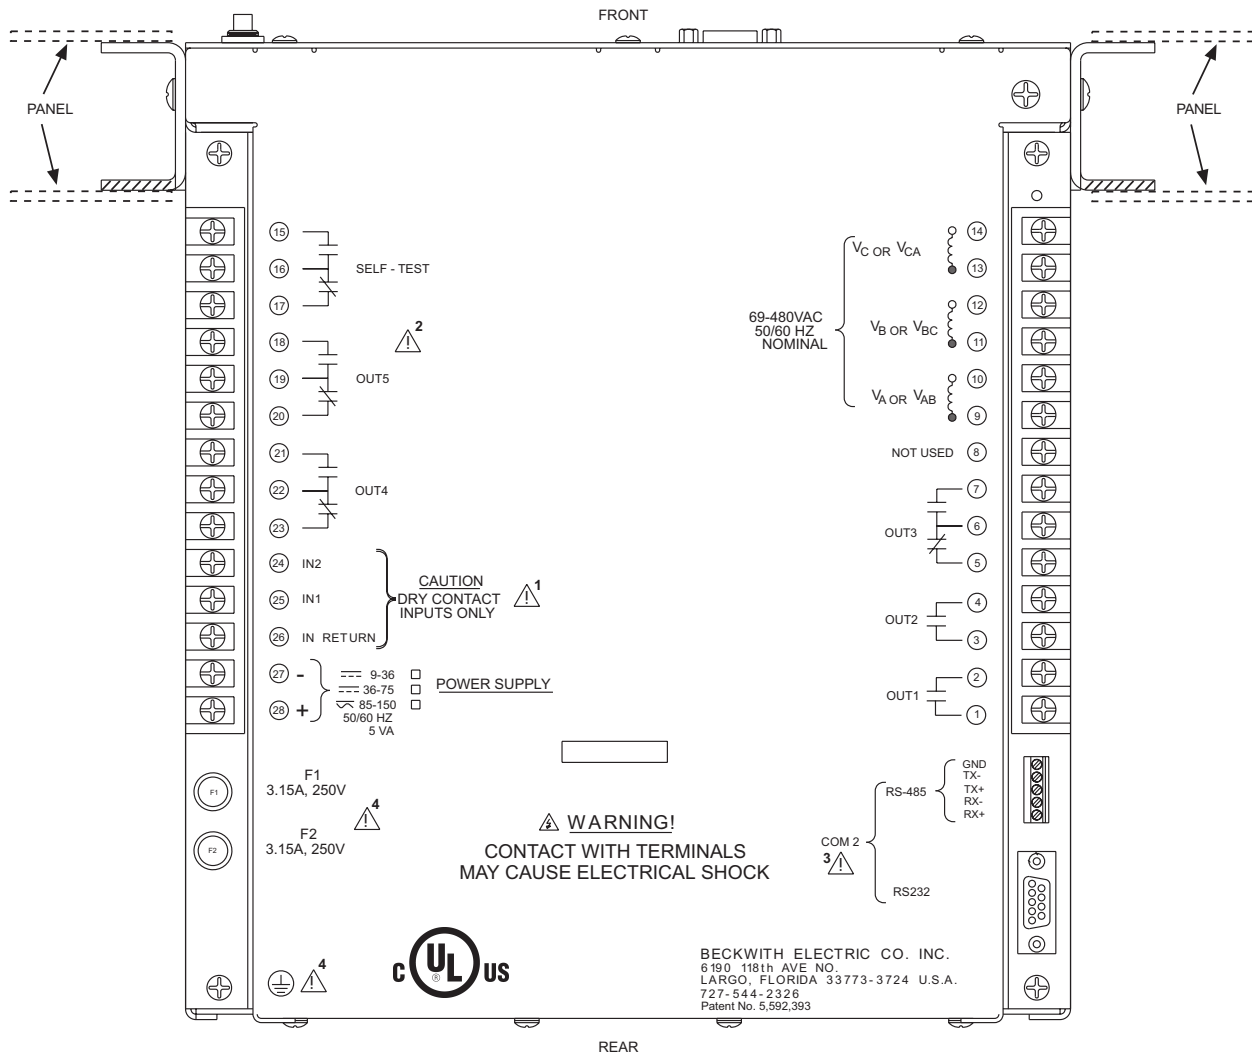 FRONT
PANEL
PANEL
15
16 SELF - TEST
17
18
2
19 OUT5
20
21
22 OUT4
23
24 IN2
25 IN1
26 IN RETURN
CAUTION
DRY CONTACT
INPUTS ONLY
1
27 -
28 +
9-36
36-75
85-150
50/60 HZ
5 VA
POWER SUPPLY
14
VC OR VCA
13
12
VB OR VBC
11
10
VA OR VAB
9
69-480VAC
50/60 HZ
NOMINAL
NOT USED 8
7
OUT3 6
5
4
OUT2
3
2
OUT1
1
F1
F1
3.15A, 250V
4
F2
F2
3.15A, 250V
WARNING!
CONTACT WITH TERMINALS
MAY CAUSE ELECTRICAL SHOCK
GND
TX-
TX+
RX-
RX+
RS-485
COM 2
3
RS232
4
C UL ® US
BECKWITH ELECTRIC CO. INC.
6190 118th AVE NO.
LARGO, FLORIDA 33773-3724 U.S.A.
727-544-2326
Patent No. 5,592,393
REAR